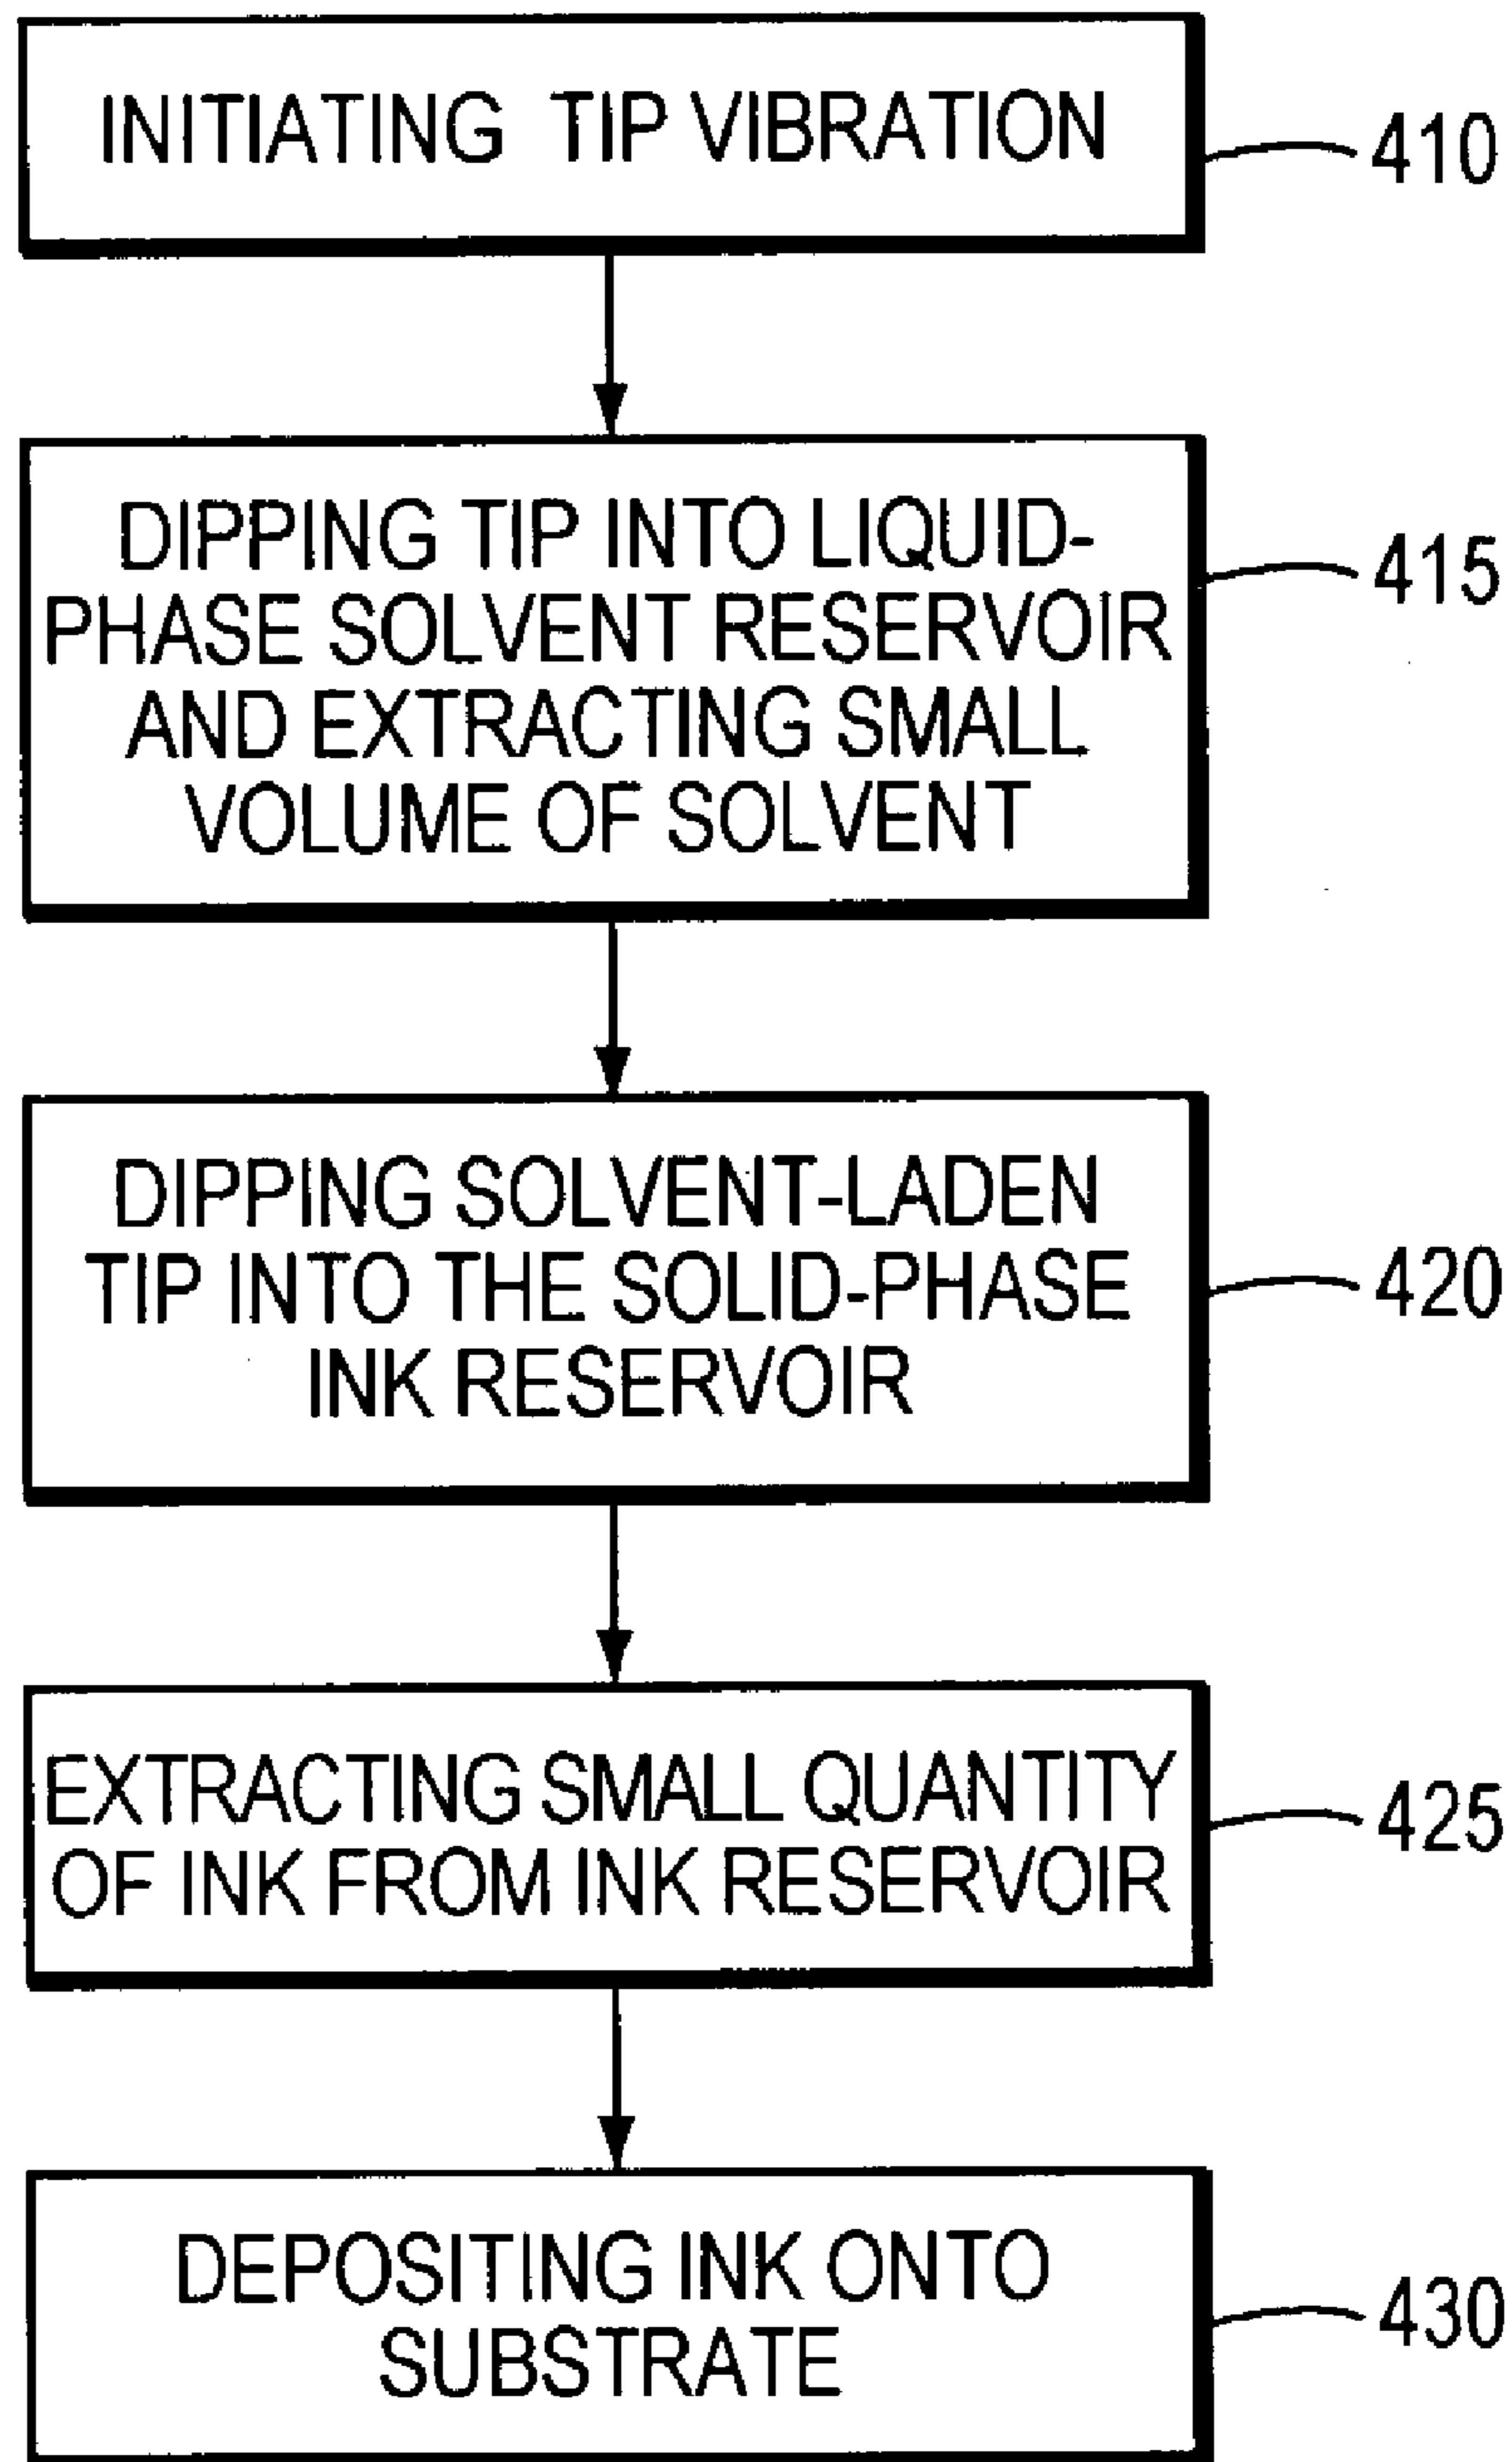 INITIATING TIP VIBRATION
410
DIPPING TIP INTO LIQUID-
PHASE SOLVENT RESERVOIR
AND EXTRACTING SMALL
VOLUME OF SOLVENT
415
DIPPING SOLVENT-LADEN
TIP INTO THE SOLID-PHASE
INK RESERVOIR
420
EXTRACTING SMALL QUANTITY
OF INK FROM INK RESERVOIR
425
DEPOSITING INK ONTO
SUBSTRATE
430